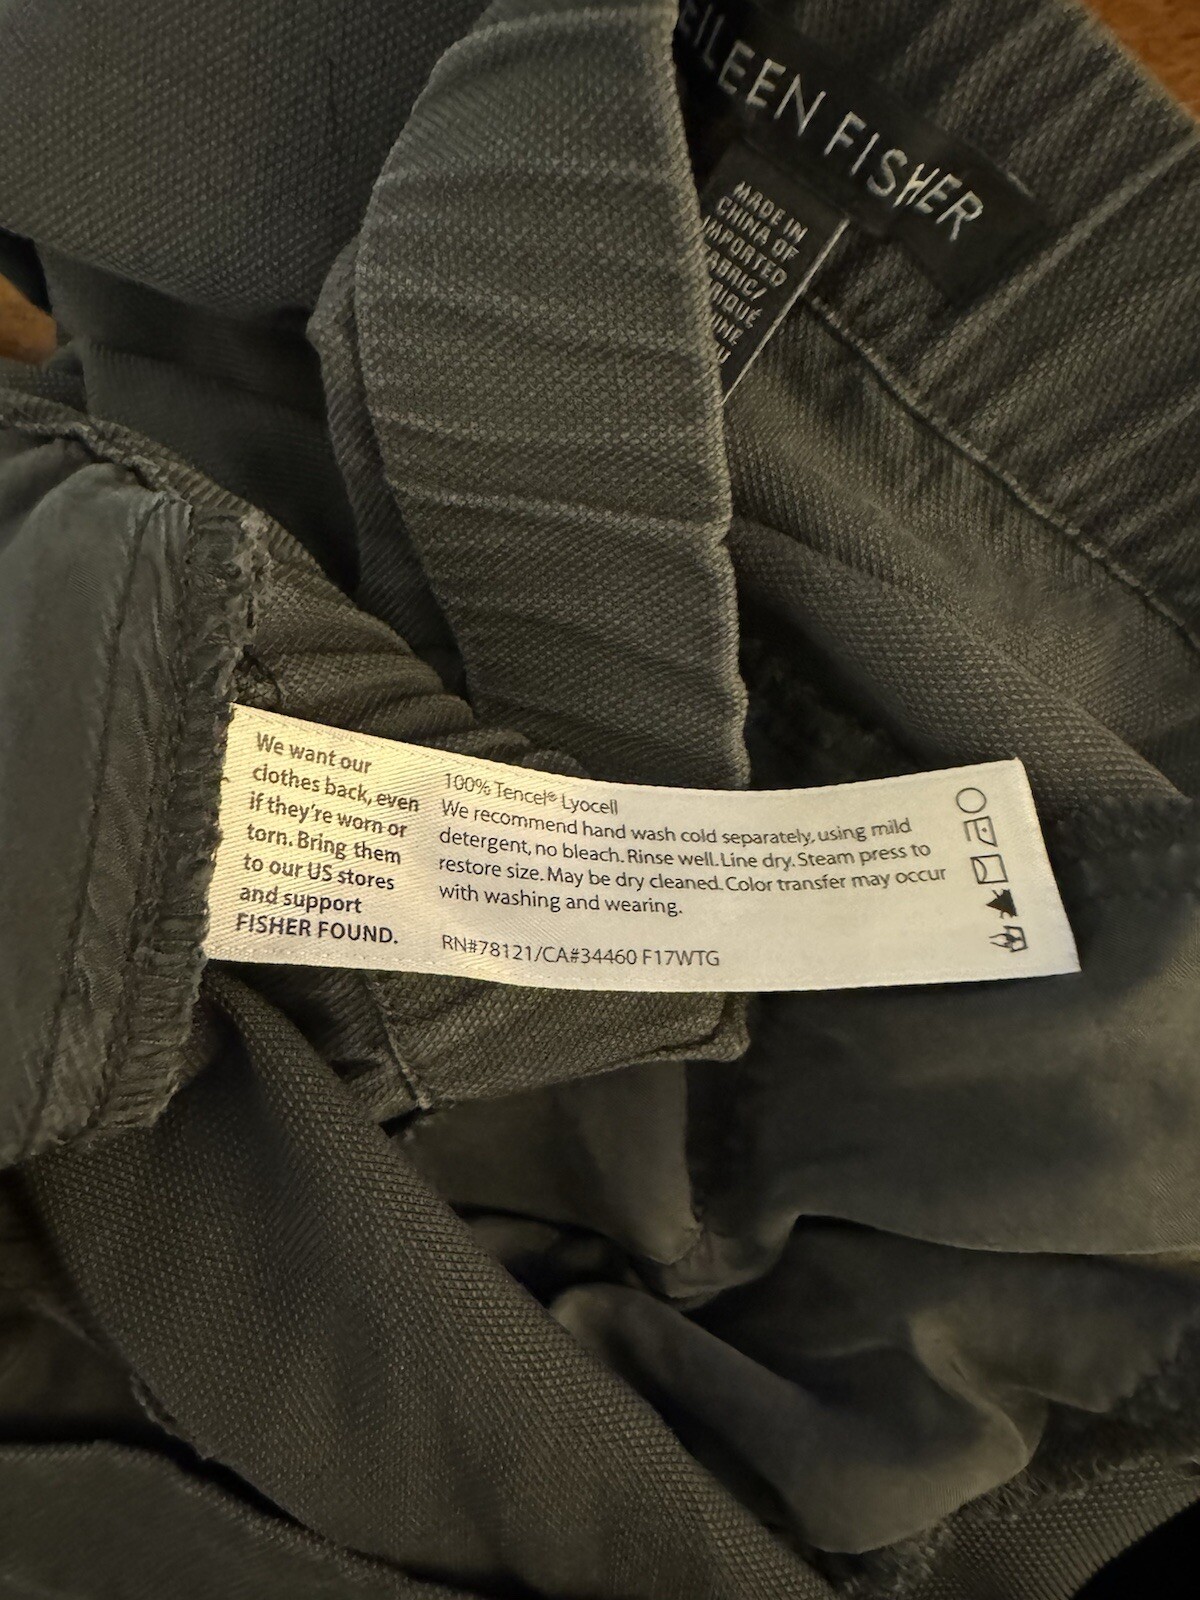 EILEEN FISHER
MADE IN
CHINA OF
IMPORTED
FABRIC/
We want our
clothes back, even
if they're worn or
torn. Bring them
to our US stores
and support
FISHER FOUND.
100% Tencel® Lyocell
We recommend hand wash cold separately, using mild
detergent, no bleach. Rinse well. Line dry. Steam press to
restore size. May be dry cleaned. Color transfer may occur
with washing and wearing.
RN#78121/CA#34460 F17WTG